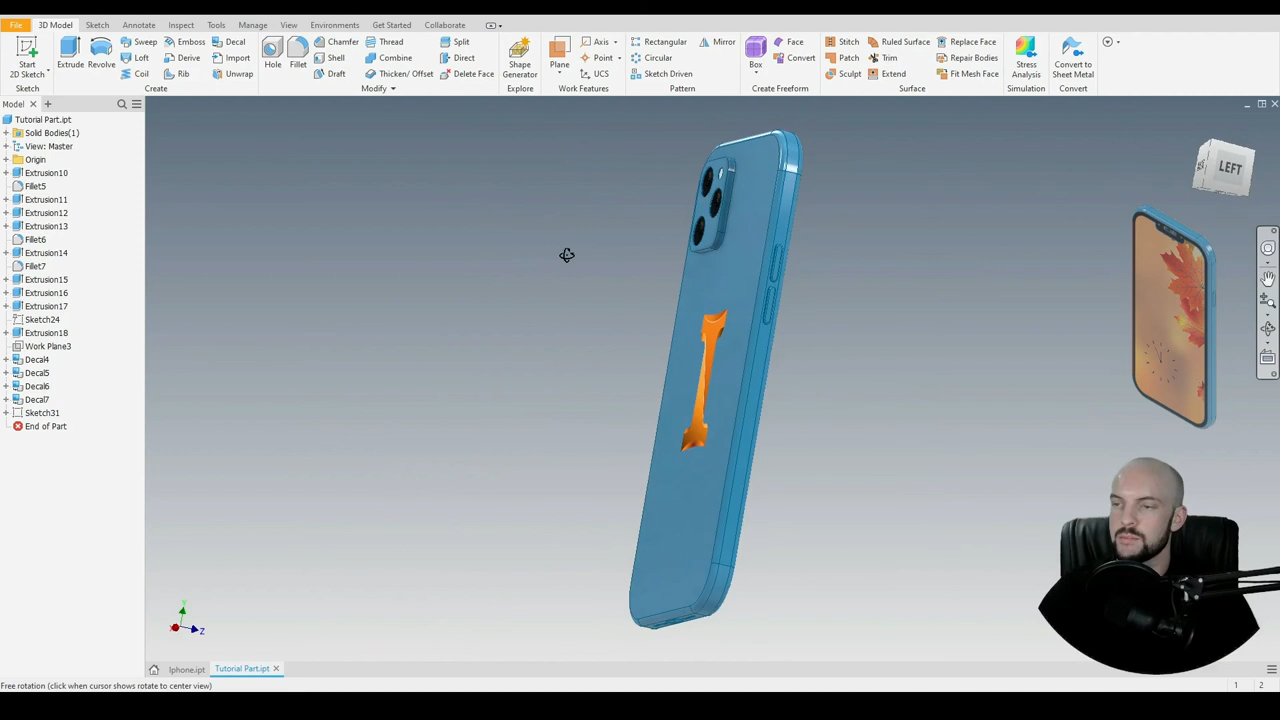 File 3D Model Sketch Annotate Inspect Tools Manage View Environments Get Started Collaborate
Start
2D Sketch
Sketch
Extrude
Revolve
Sweep
Loft
Coil
Emboss
Derive
Rib
Decal
Import
Unwrap
Create
Hole
Fillet
Chamfer
Shell
Draft
Thread
Combine
Thicken/ Offset
Split
Direct
Delete Face
Modify
Shape
Generator
Explore
Plane
Axis
Point
UCS
Work Features
Rectangular
Circular
Sketch Driven
Mirror
Pattern
Box
Face
Convert
Create Freeform
Stitch
Patch
Sculpt
Ruled Surface
Trim
Extend
Replace Face
Repair Bodies
Fit Mesh Face
Surface
Stress
Analysis
Simulation
Convert to
Sheet Metal
Convert
Model
Tutorial Part.ipt
Solid Bodies(1)
View: Master
Origin
Extrusion10
Fillet5
Extrusion11
Extrusion12
Extrusion13
Fillet6
Extrusion14
Fillet7
Extrusion15
Extrusion16
Extrusion17
Sketch24
Extrusion18
Work Plane3
Decal4
Decal5
Decal6
Decal7
Sketch31
End of Part
LEFT
Y
Z
Iphone.ipt Tutorial Part.ipt
Free rotation (click when cursor shows rotate to center view) 1 2